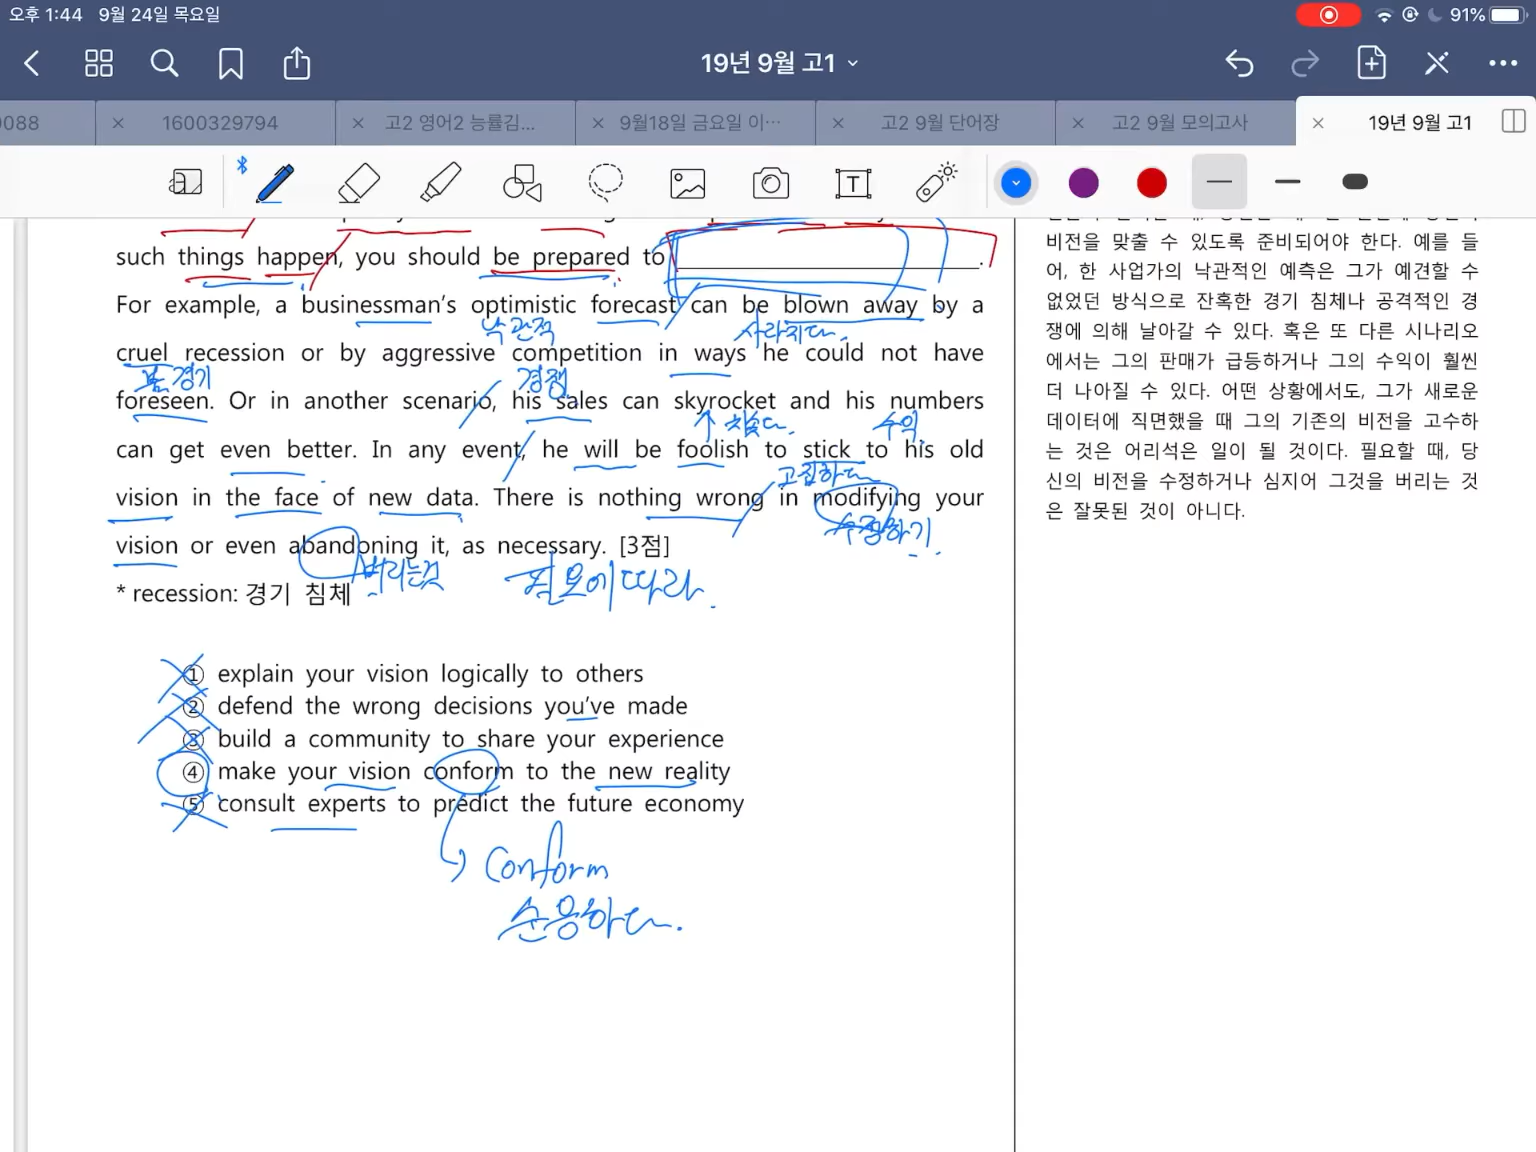 오후 1:44 9월 24일 목요일
91%
19년 9월 고1
0088
1600329794
고2 영어2 능률김...
9월18일 금요일 이...
고2 9월 단어장
고2 9월 모의고사
19년 9월 고1
such things happen, you should be prepared to
For example, a businessman's optimistic forecast can be blown away by a
낙관적
사라지다.
cruel recession or by aggressive competition in ways he could not have
경기
경쟁
foreseen. Or in another scenario, his sales can skyrocket and his numbers
↑ 치솟다.
수익
can get even better. In any event, he will be foolish to stick to his old
고집하다
vision in the face of new data. There is nothing wrong in modifying your
수정하기
vision or even abandoning it, as necessary. [3점]
버리는것
필요에 따라.
* recession: 경기 침체
① explain your vision logically to others
② defend the wrong decisions you've made
③ build a community to share your experience
④ make your vision conform to the new reality
⑤ consult experts to predict the future economy
conform
순응하다.
비전을 맞출 수 있도록 준비되어야 한다. 예를 들
어, 한 사업가의 낙관적인 예측은 그가 예견할 수
없었던 방식으로 잔혹한 경기 침체나 공격적인 경
쟁에 의해 날아갈 수 있다. 혹은 또 다른 시나리오
에서는 그의 판매가 급등하거나 그의 수익이 훨씬
더 나아질 수 있다. 어떤 상황에서도, 그가 새로운
데이터에 직면했을 때 그의 기존의 비전을 고수하
는 것은 어리석은 일이 될 것이다. 필요할 때, 당
신의 비전을 수정하거나 심지어 그것을 버리는 것
은 잘못된 것이 아니다.